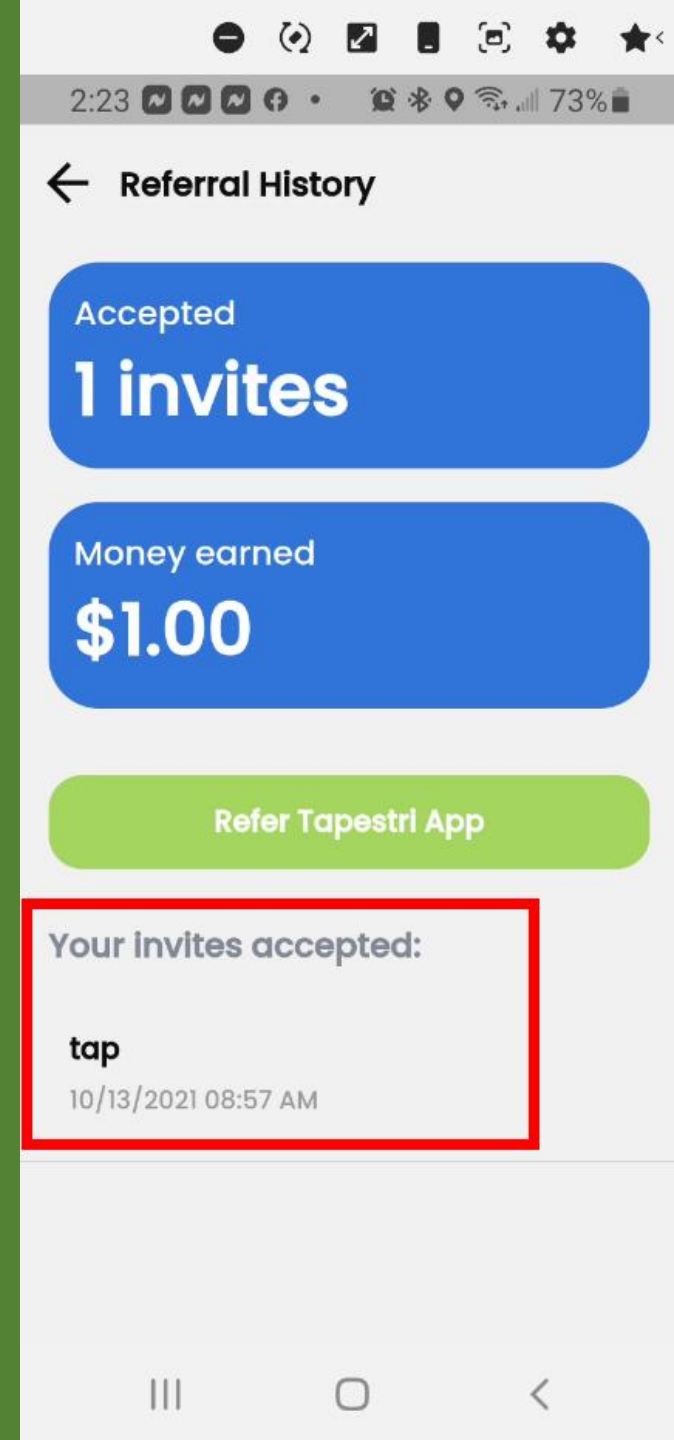 2:23 73%
Referral History
Accepted
1 invites
Money earned
$1.00
Refer Tapestri App
Your invites accepted:
tap
10/13/2021 08:57 AM